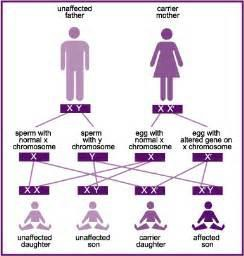 unaffected father
carrier mother
X Y
X X'
sperm with normal x chromosome
sperm with y chromosome
egg with normal x chromosome
egg with altered gene on x chromosome
X
Y
X
X'
X X
X Y
X X'
X' Y
unaffected daughter
unaffected son
carrier daughter
affected son